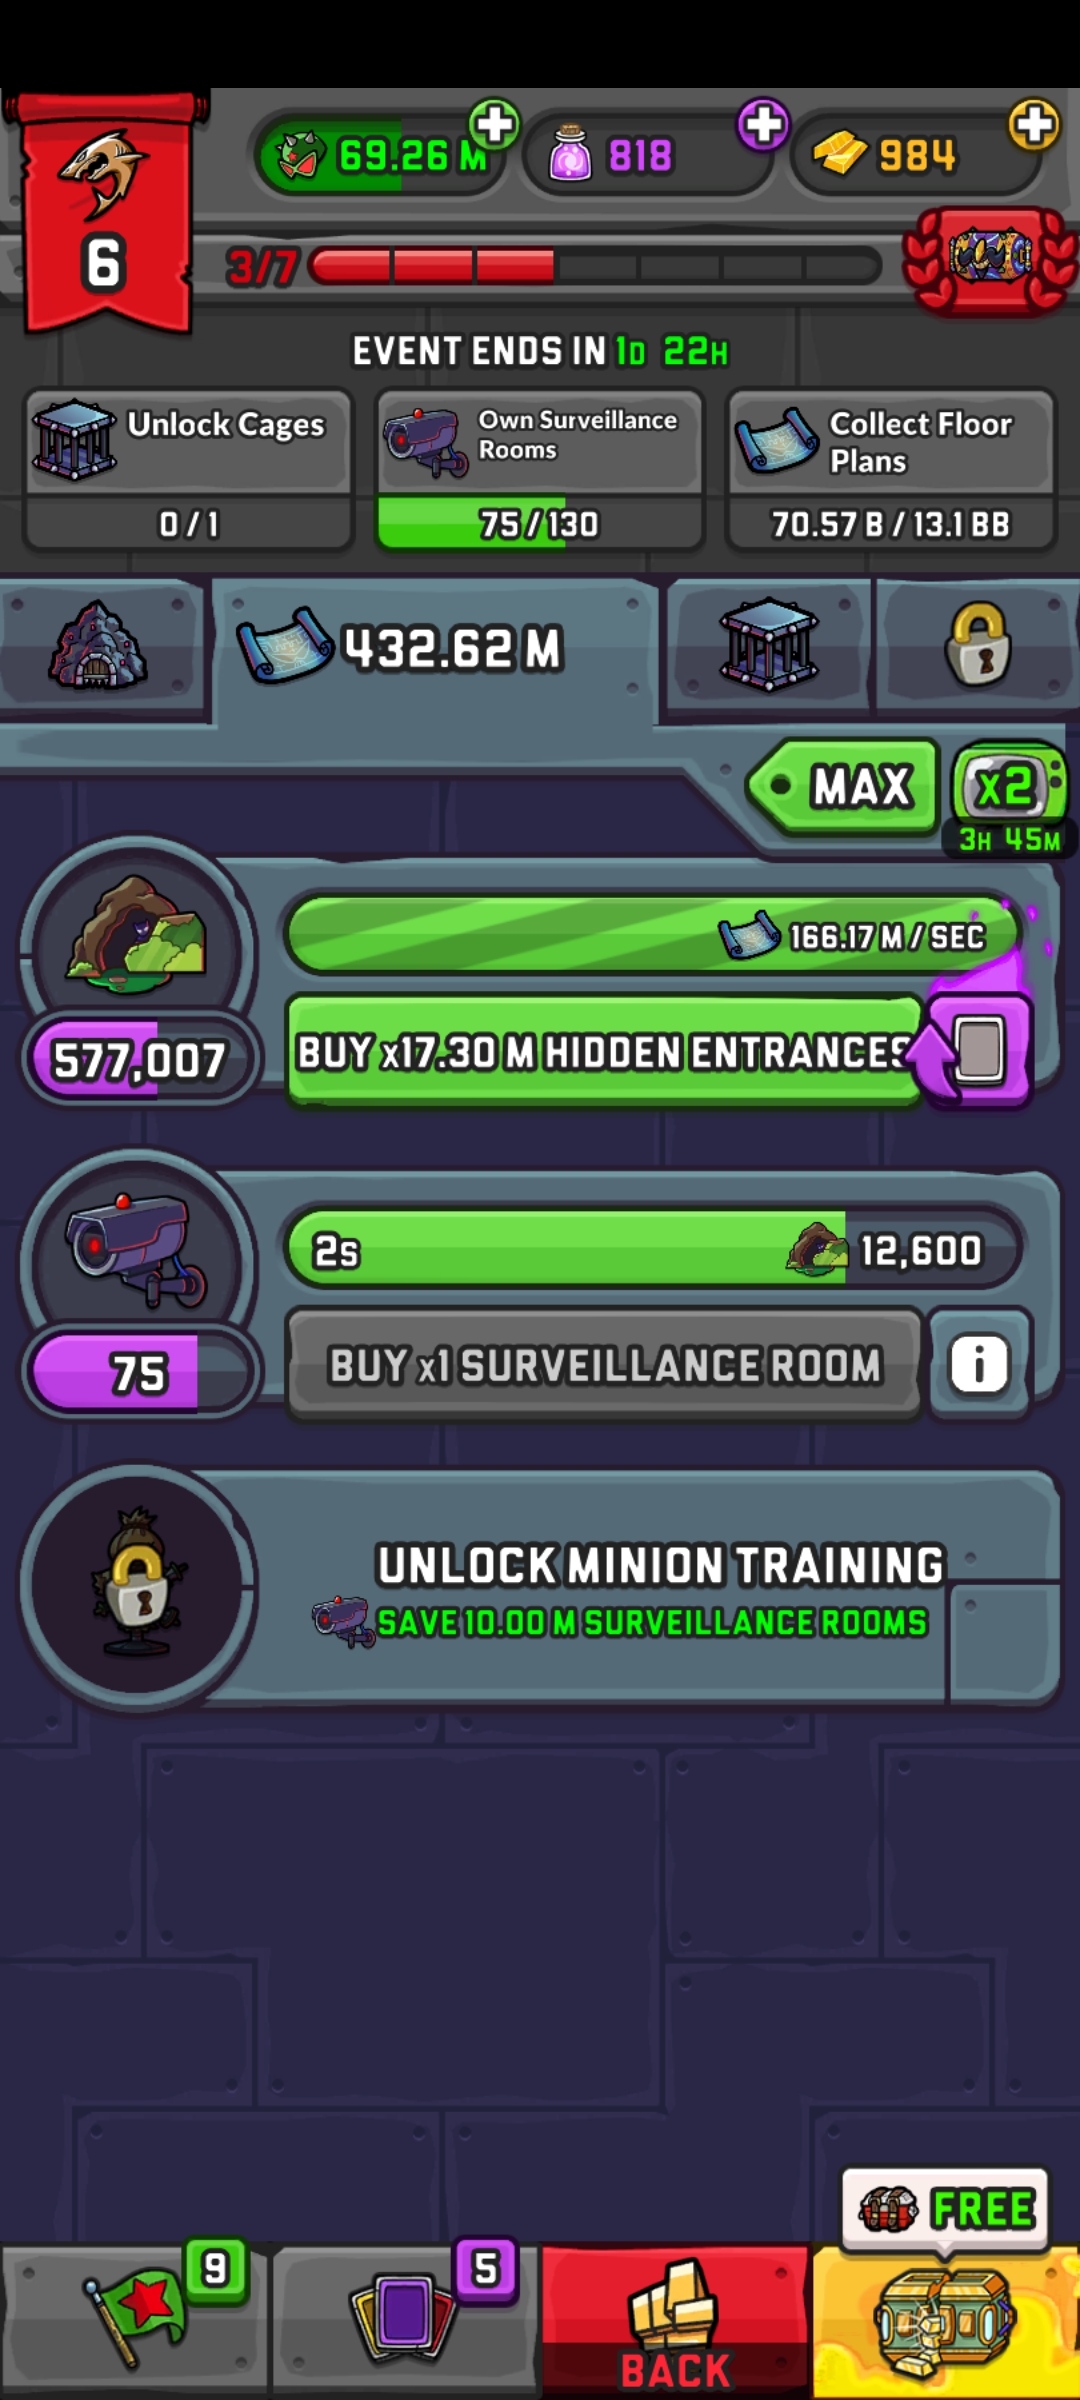 69.26 M
818
984
6
3/7
EVENT ENDS IN 1D 22H
Unlock Cages
0 / 1
Own Surveillance
Rooms
75 / 130
Collect Floor
Plans
70.57 B / 13.1 BB
432.62 M
MAX
x2
3H 45M
166.17 M / SEC
577,007
BUY x17.30 M HIDDEN ENTRANCES
2s
12,600
75
BUY x1 SURVEILLANCE ROOM
i
UNLOCK MINION TRAINING
SAVE 10.00 M SURVEILLANCE ROOMS
FREE
9
5
BACK